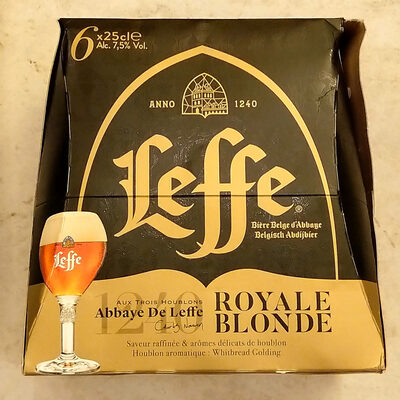 6 x25cl℮
Alc. 7,5% Vol.
ANNO 1240
Leffe®
Bière Belge d'Abbaye
Belgisch Abdijbier
Leffe
1240
AUX TROIS HOUBLONS
Abbaye De Leffe
ROYALE
BLONDE
Saveur raffinée & arômes délicats de houblon
Houblon aromatique : Whitbread Golding